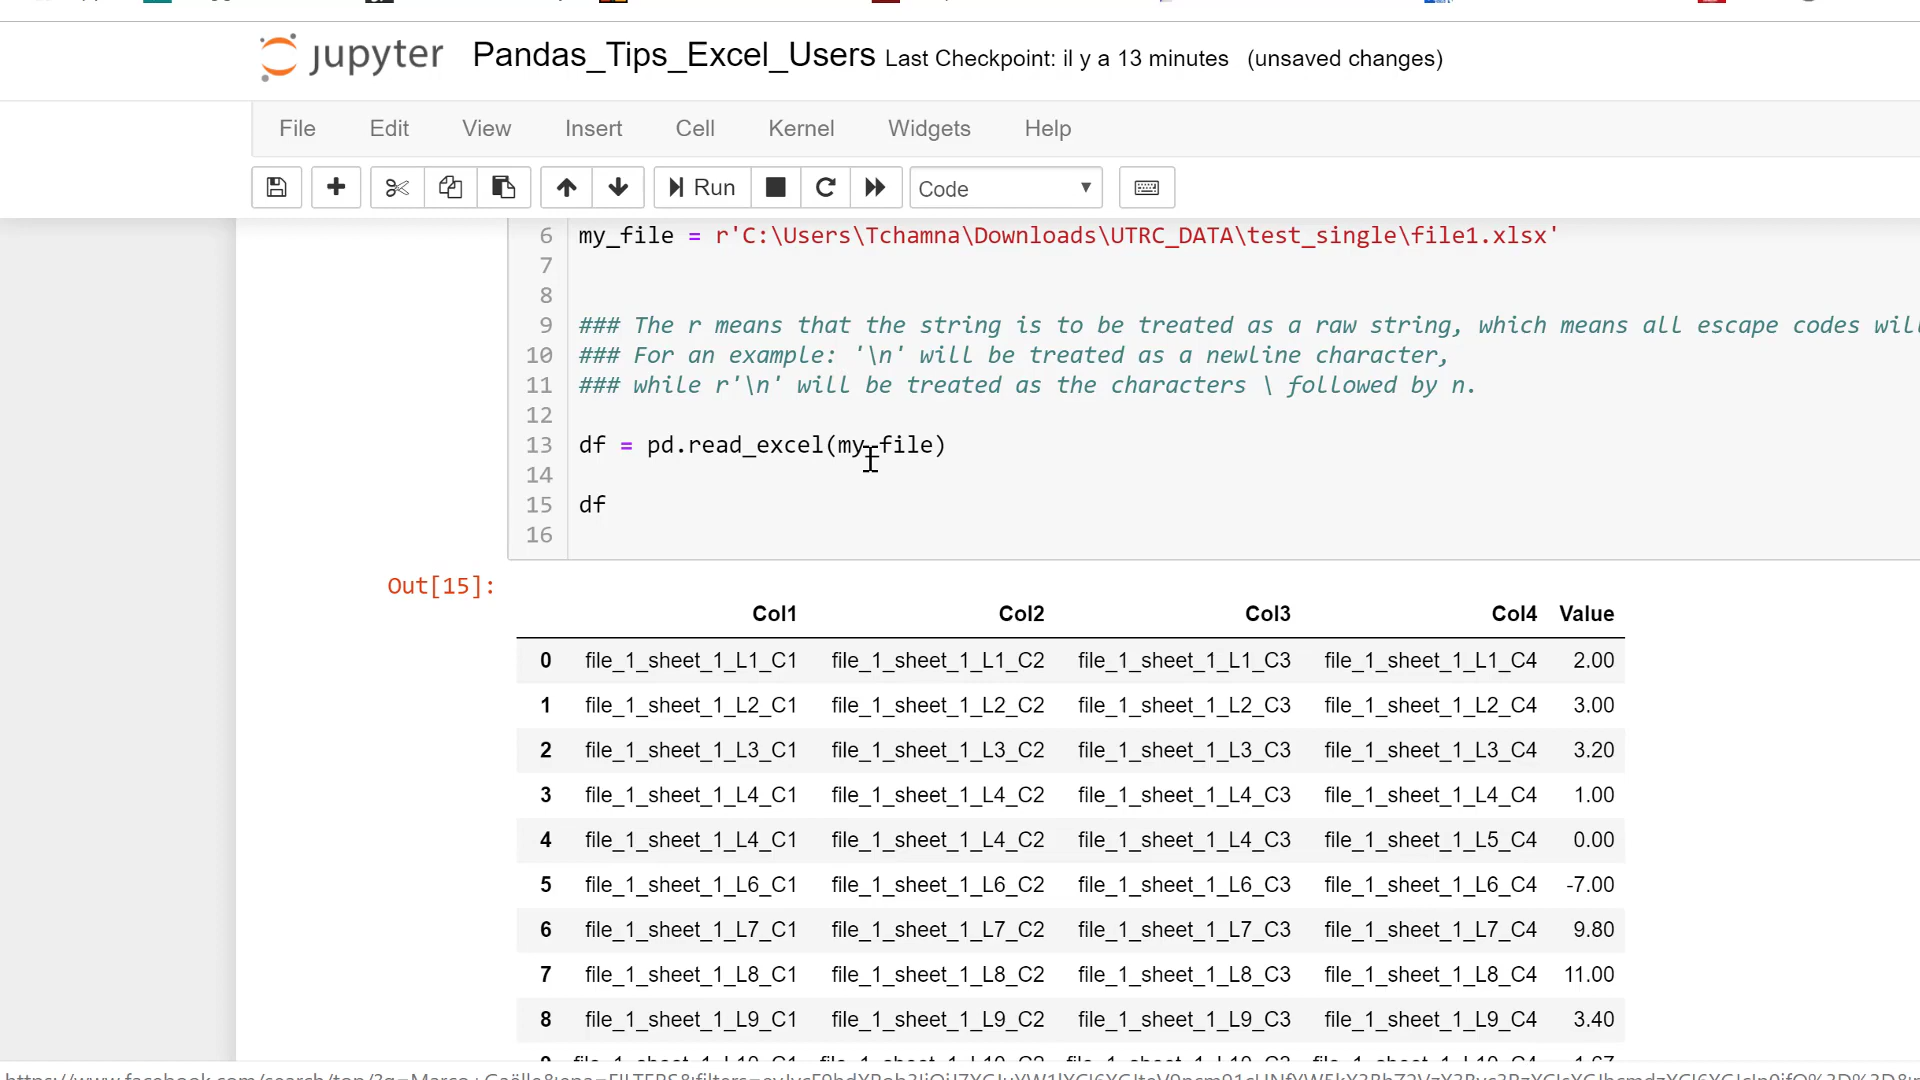 jupyter Pandas_Tips_Excel_Users Last Checkpoint: il y a 13 minutes (unsaved changes)
File Edit View Insert Cell Kernel Widgets Help
Run Code
6 my_file = r'C:\Users\Tchamna\Downloads\UTRC_DATA\test_single\file1.xlsx'
7
8
9 ### The r means that the string is to be treated as a raw string, which means all escape codes will
10 ### For an example: '\n' will be treated as a newline character,
11 ### while r'\n' will be treated as the characters \ followed by n.
12
13 df = pd.read_excel(my_file)
14
15 df
16
Out[15]:
Col1 Col2 Col3 Col4 Value
0 file_1_sheet_1_L1_C1 file_1_sheet_1_L1_C2 file_1_sheet_1_L1_C3 file_1_sheet_1_L1_C4 2.00
1 file_1_sheet_1_L2_C1 file_1_sheet_1_L2_C2 file_1_sheet_1_L2_C3 file_1_sheet_1_L2_C4 3.00
2 file_1_sheet_1_L3_C1 file_1_sheet_1_L3_C2 file_1_sheet_1_L3_C3 file_1_sheet_1_L3_C4 3.20
3 file_1_sheet_1_L4_C1 file_1_sheet_1_L4_C2 file_1_sheet_1_L4_C3 file_1_sheet_1_L4_C4 1.00
4 file_1_sheet_1_L4_C1 file_1_sheet_1_L4_C2 file_1_sheet_1_L4_C3 file_1_sheet_1_L5_C4 0.00
5 file_1_sheet_1_L6_C1 file_1_sheet_1_L6_C2 file_1_sheet_1_L6_C3 file_1_sheet_1_L6_C4 -7.00
6 file_1_sheet_1_L7_C1 file_1_sheet_1_L7_C2 file_1_sheet_1_L7_C3 file_1_sheet_1_L7_C4 9.80
7 file_1_sheet_1_L8_C1 file_1_sheet_1_L8_C2 file_1_sheet_1_L8_C3 file_1_sheet_1_L8_C4 11.00
8 file_1_sheet_1_L9_C1 file_1_sheet_1_L9_C2 file_1_sheet_1_L9_C3 file_1_sheet_1_L9_C4 3.40